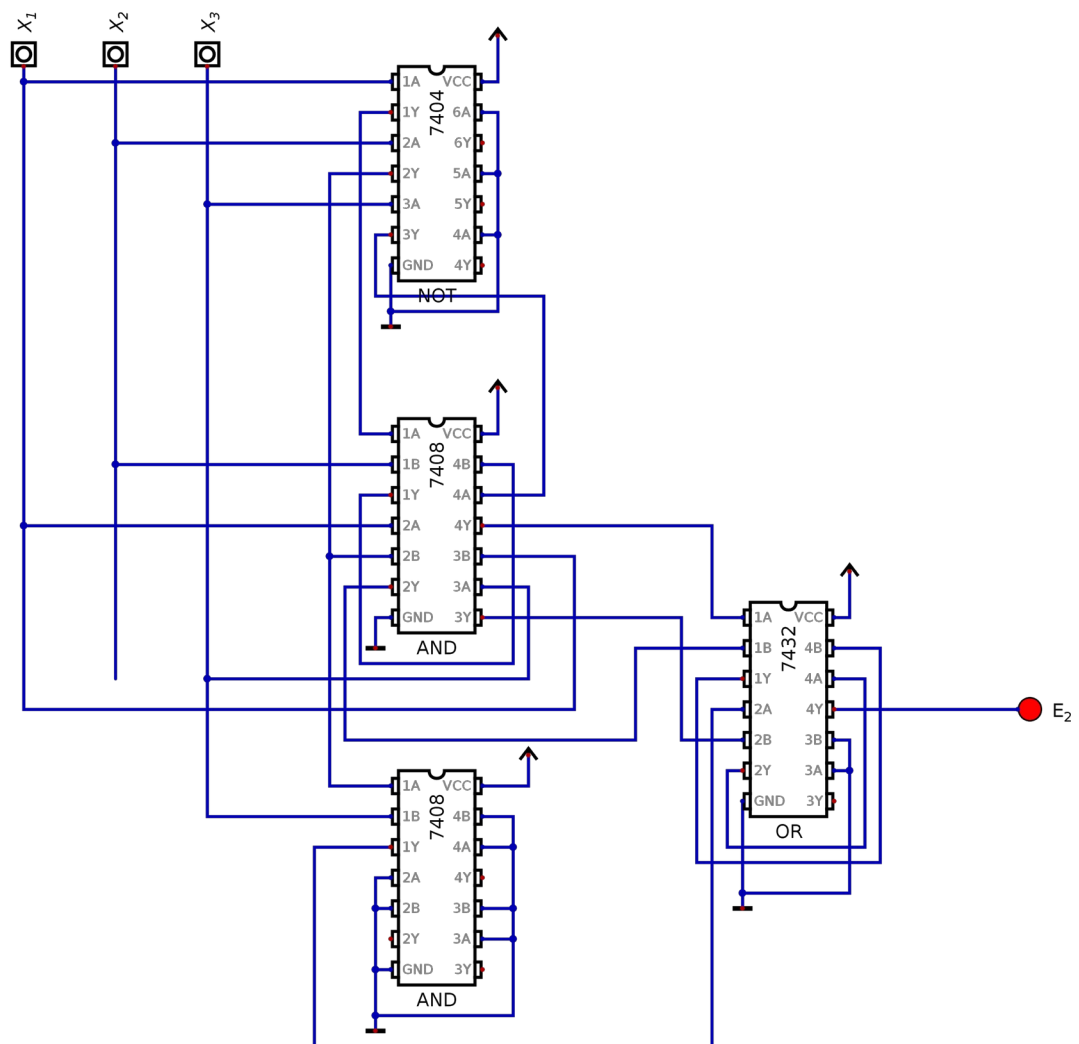 X1
X2
X3
7404
1A VCC
1Y 6A
2A 6Y
2Y 5A
3A 5Y
3Y 4A
GND 4Y
NOT
7408
1A VCC
1B 4B
1Y 4A
2A 4Y
2B 3B
2Y 3A
GND 3Y
AND
7432
1A VCC
1B 4B
1Y 4A
2A 4Y
2B 3B
2Y 3A
GND 3Y
OR
E2
7408
1A VCC
1B 4B
1Y 4A
2A 4Y
2B 3B
2Y 3A
GND 3Y
AND